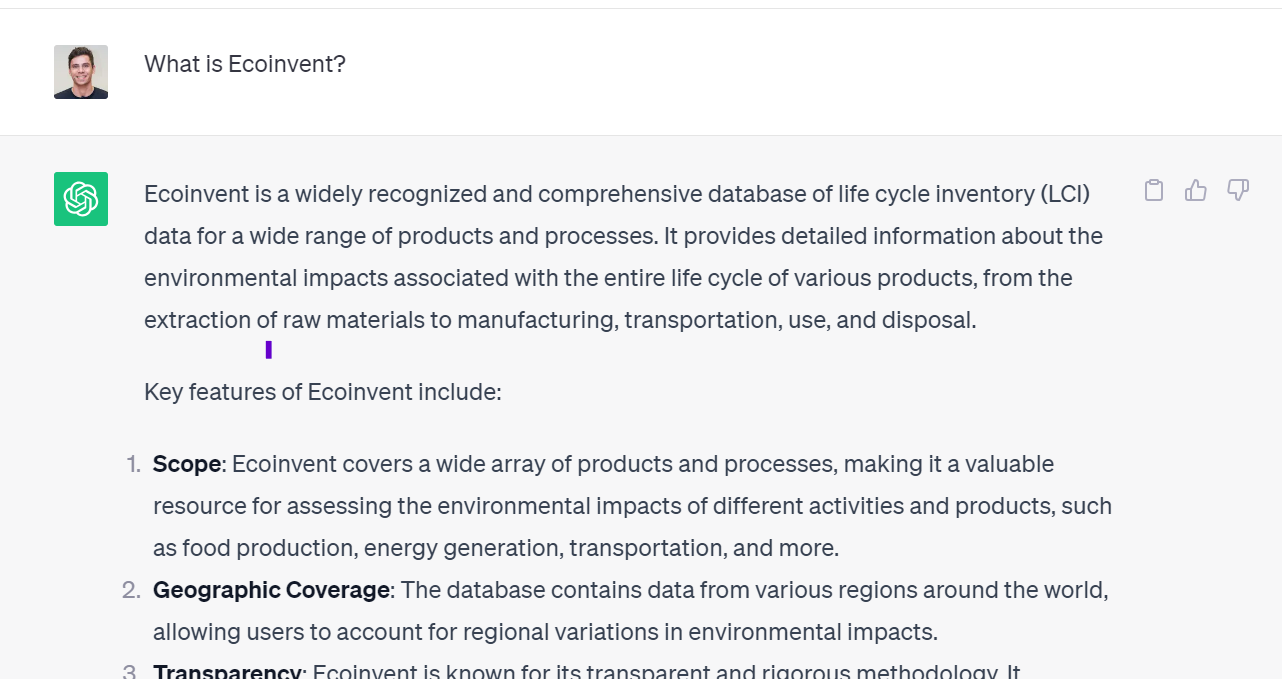 What is Ecoinvent?
Ecoinvent is a widely recognized and comprehensive database of life cycle inventory (LCI)
data for a wide range of products and processes. It provides detailed information about the
environmental impacts associated with the entire life cycle of various products, from the
extraction of raw materials to manufacturing, transportation, use, and disposal.
Key features of Ecoinvent include:
1. Scope: Ecoinvent covers a wide array of products and processes, making it a valuable
resource for assessing the environmental impacts of different activities and products, such
as food production, energy generation, transportation, and more.
2. Geographic Coverage: The database contains data from various regions around the world,
allowing users to account for regional variations in environmental impacts.
3. Transparency: Ecoinvent is known for its transparent and rigorous methodology. It